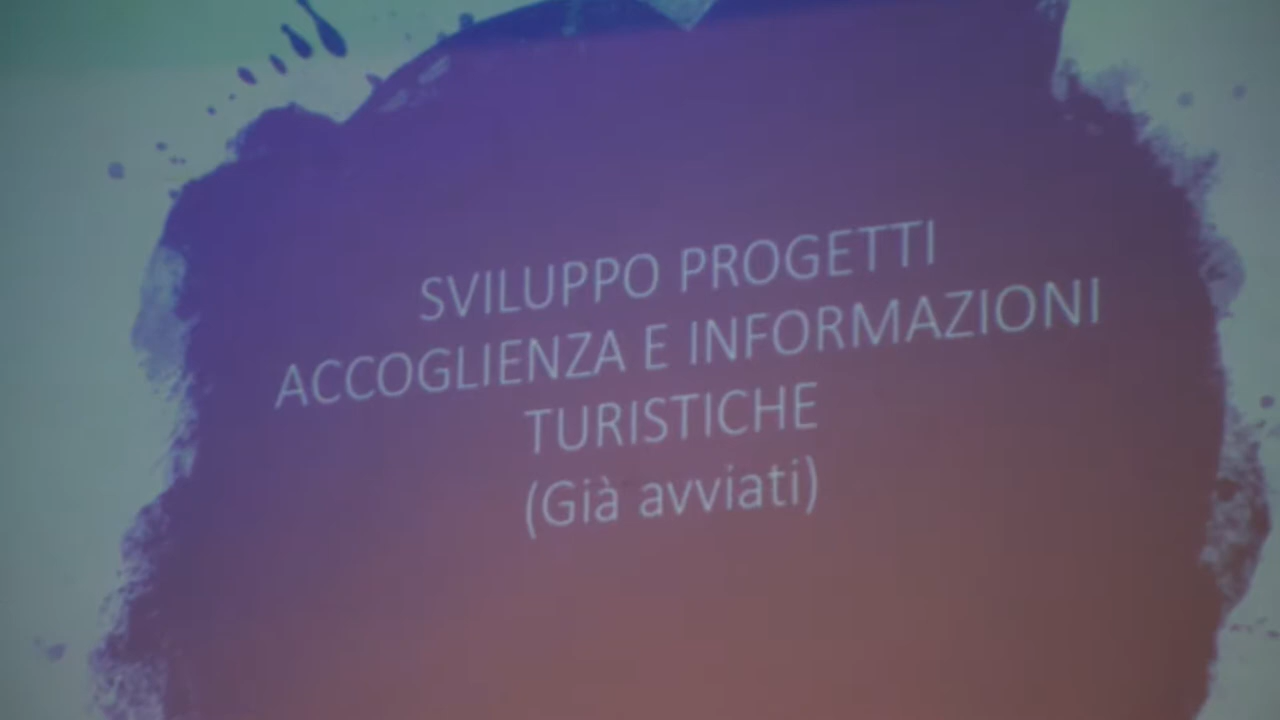 SVILUPPO PROGETTI
ACCOGLIENZA E INFORMAZIONI
TURISTICHE
(Già avviati)